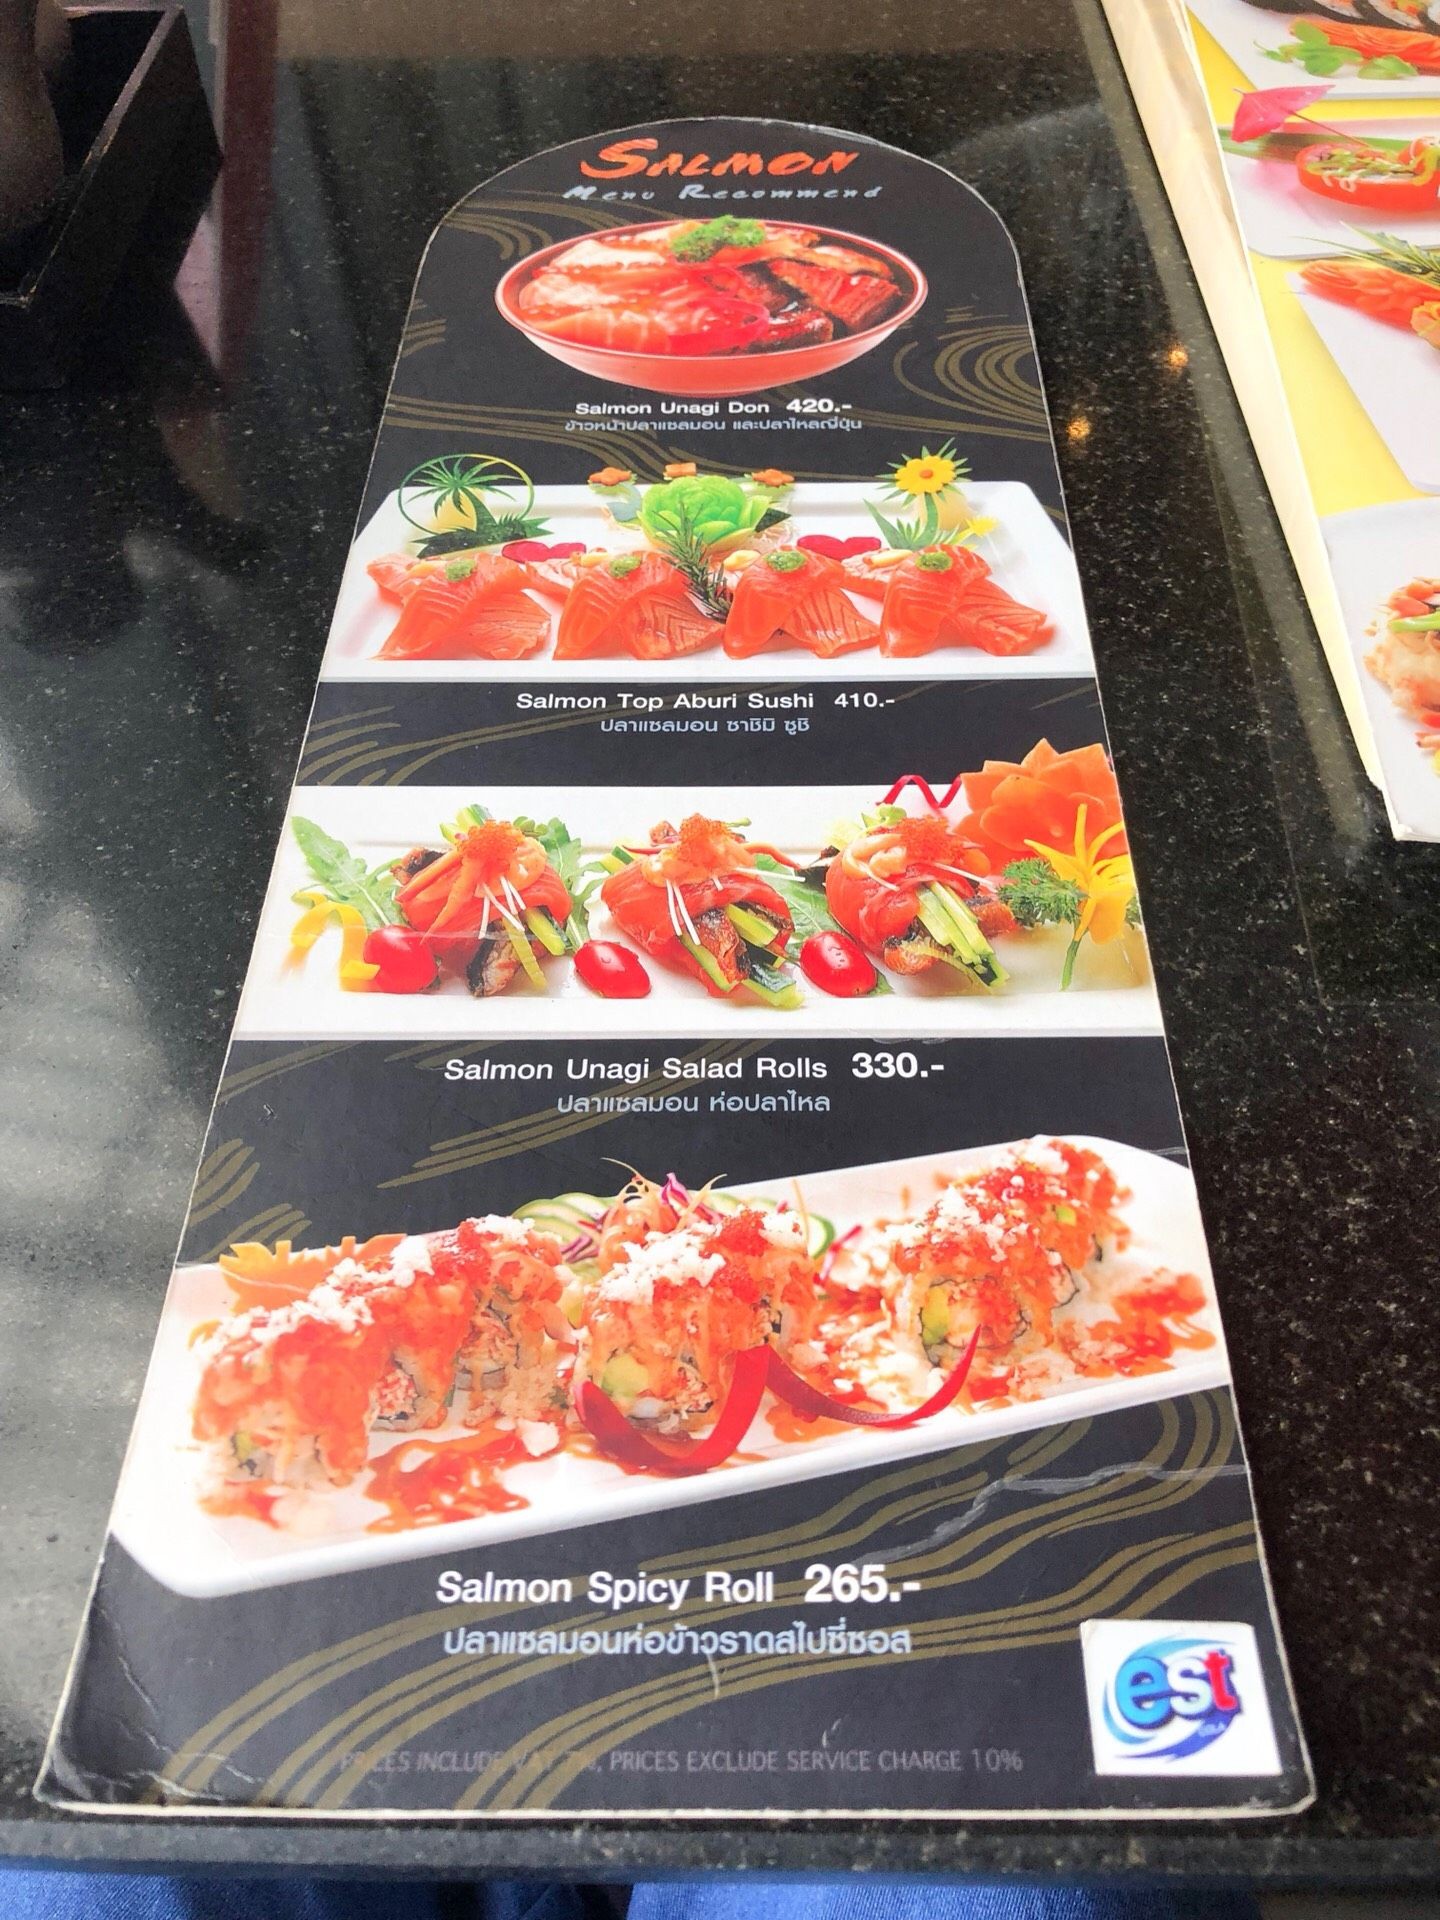 SALMON
Menu Recommend
Salmon Unagi Don 420.-
ข้าวหน้าปลาแซลมอน และปลาไหลญี่ปุ่น
Salmon Top Aburi Sushi 410.-
ปลาแซลมอน ซาชิมิ ซูชิ
Salmon Unagi Salad Rolls 330.-
ปลาแซลมอน ห่อปลาไหล
Salmon Spicy Roll 265.-
ปลาแซลมอนห่อข้าวราดสไปซี่ซอส
est
COLA
PRICES INCLUDE VAT 7%, PRICES EXCLUDE SERVICE CHARGE 10%